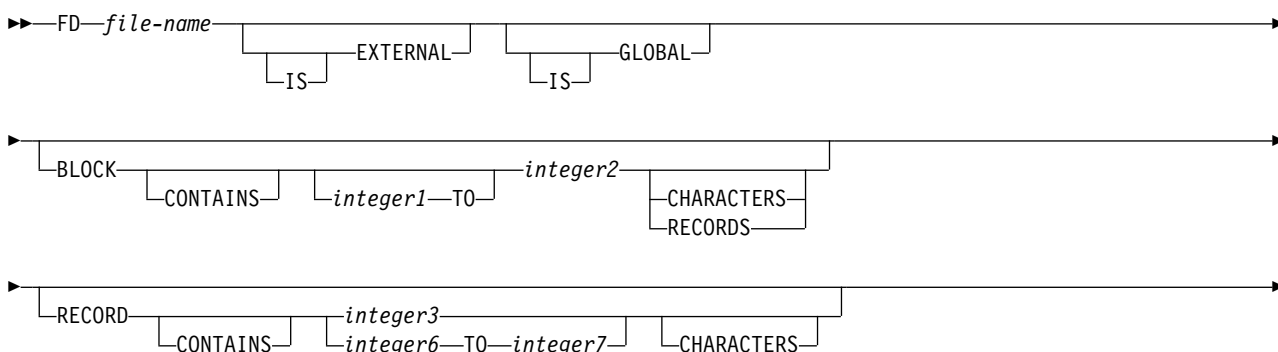 FD file-name EXTERNAL GLOBAL
IS IS
BLOCK integer2
CONTAINS integer1 TO CHARACTERS
RECORDS
RECORD integer3
CONTAINS integer6 TO integer7 CHARACTERS